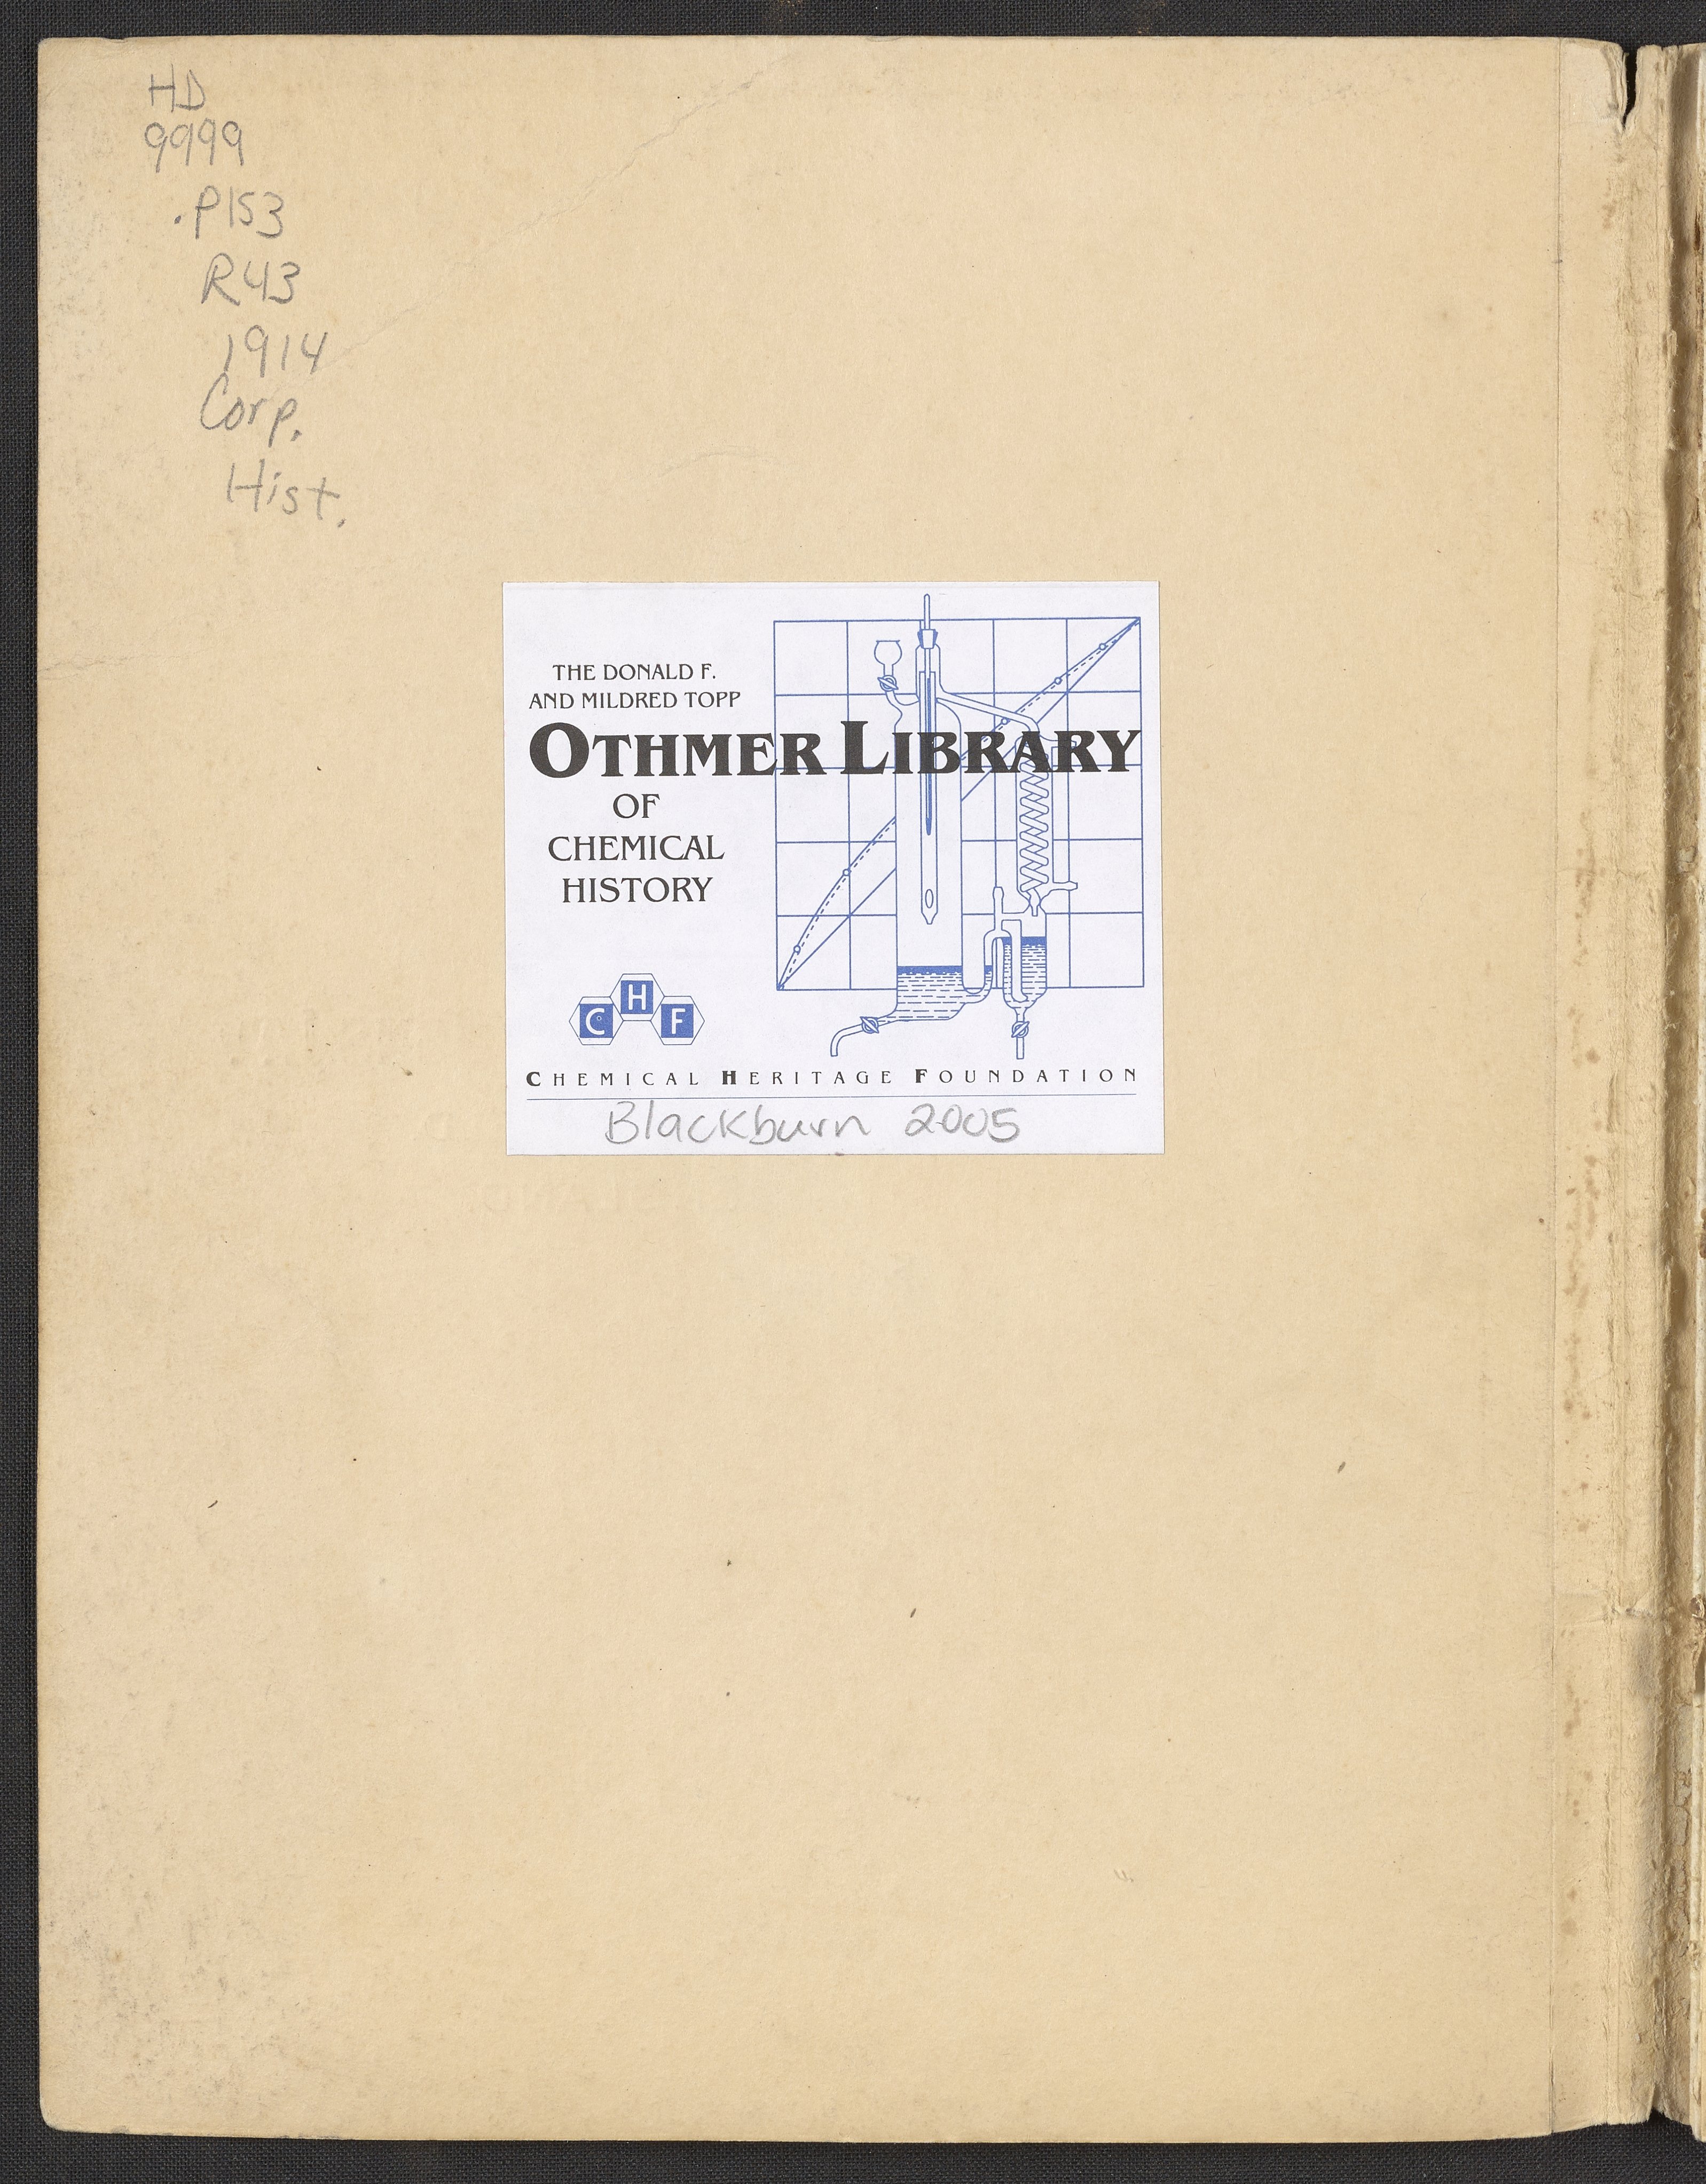 HD
9999
.P153
R43
1914
Corp.
Hist.
THE DONALD F.
AND MILDRED TOPP
OTHMER LIBRARY
OF
CHEMICAL
HISTORY
C H F
CHEMICAL HERITAGE FOUNDATION
Blackburn 2005